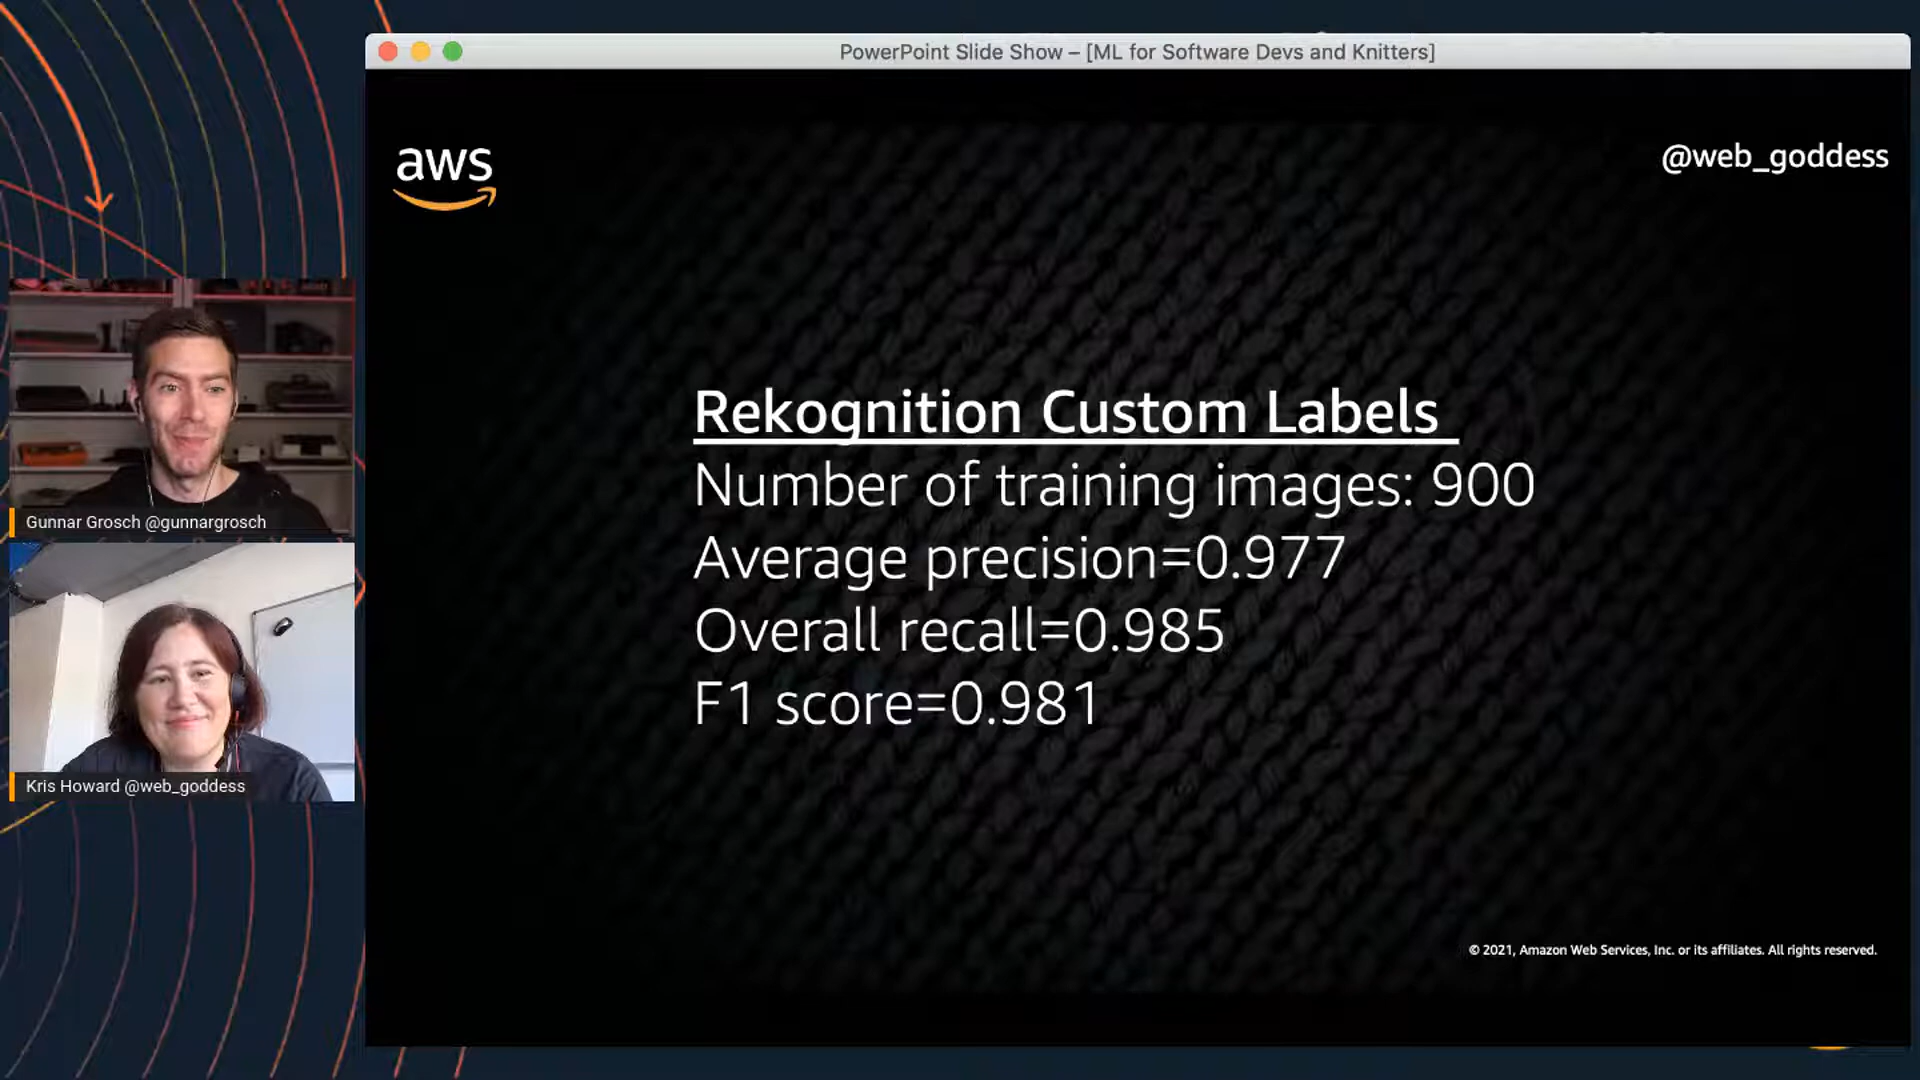 PowerPoint Slide Show – [ML for Software Devs and Knitters]
aws
@web_goddess
Rekognition Custom Labels
Number of training images: 900
Average precision=0.977
Overall recall=0.985
F1 score=0.981
Gunnar Grosch @gunnargrosch
Kris Howard @web_goddess
© 2021, Amazon Web Services, Inc. or its affiliates. All rights reserved.